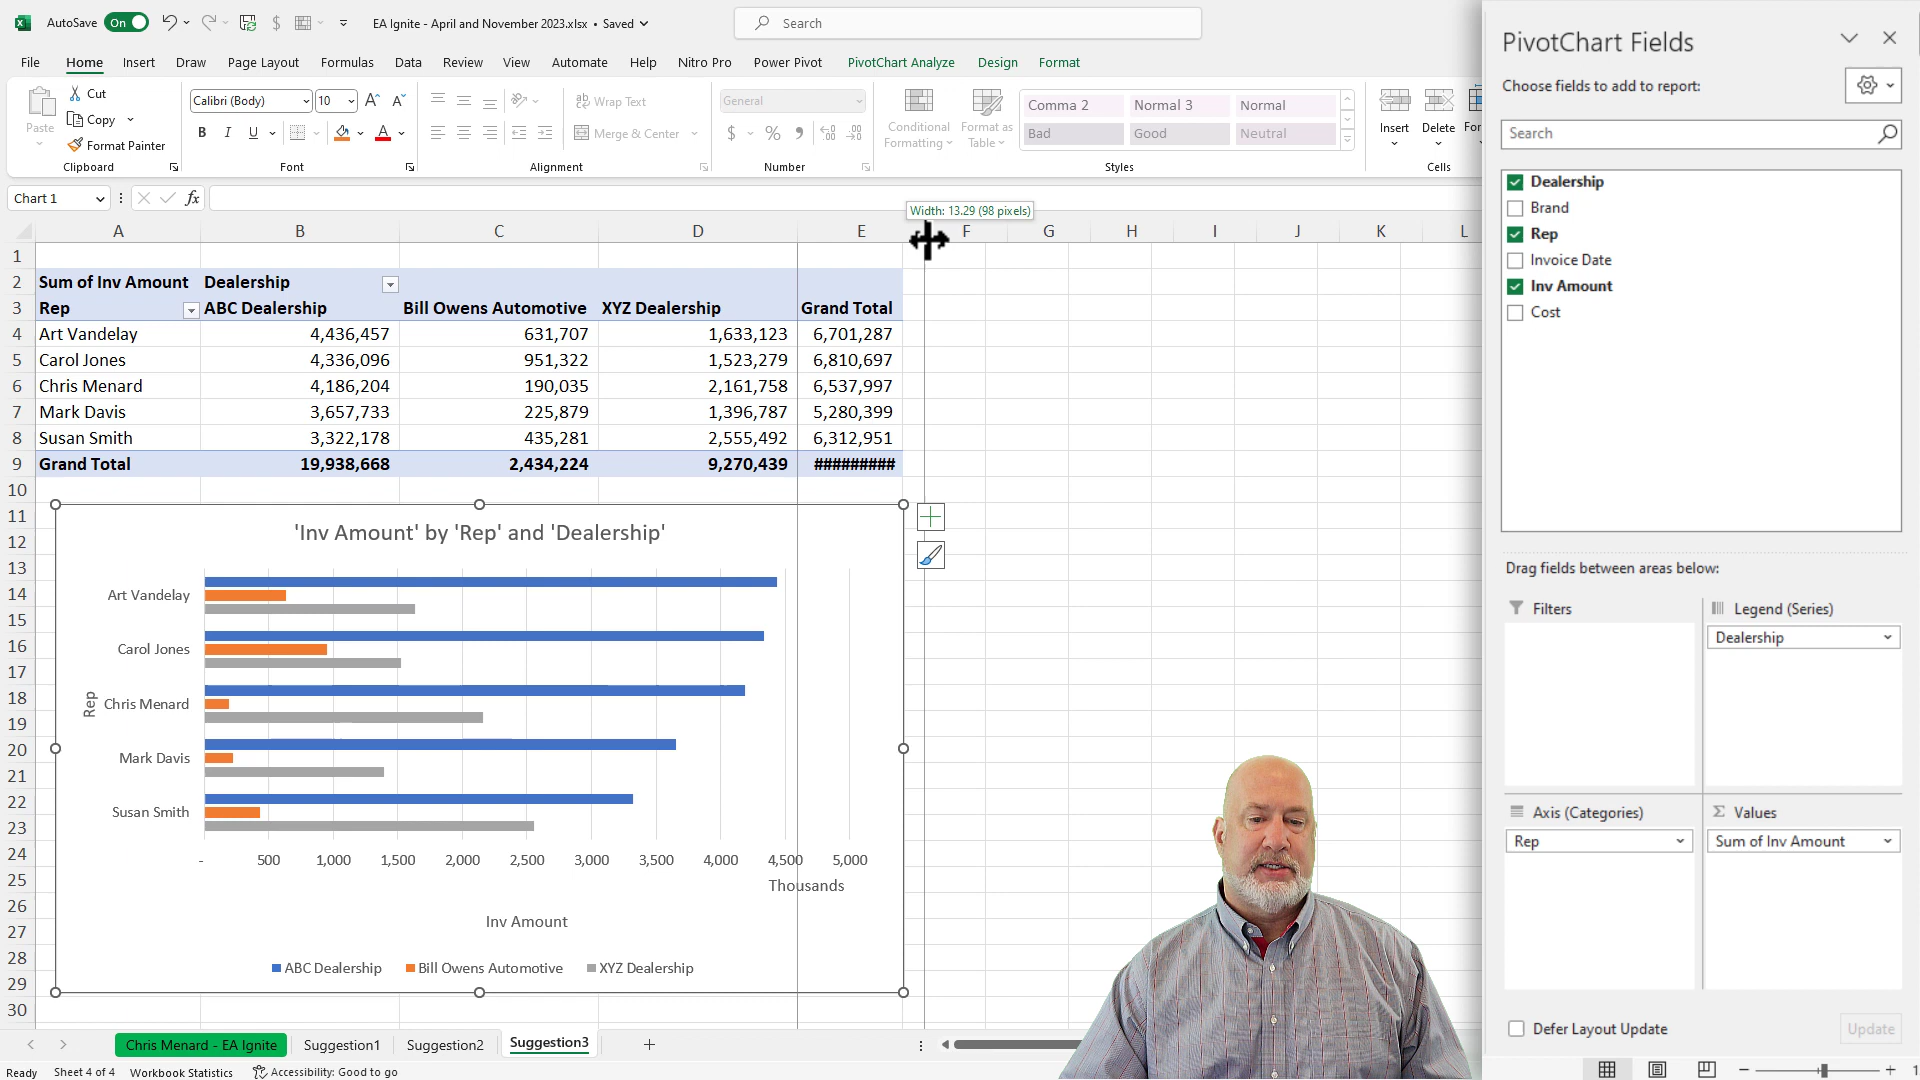 AutoSave On $ EA Ignite - April and November 2023.xlsx • Saved Search
File Home Insert Draw Page Layout Formulas Data Review View Automate Help Nitro Pro Power Pivot PivotChart Analyze Design Format
Paste Cut Copy Format Painter Clipboard
Calibri (Body) 10 A A B I U A Font
ab Wrap Text Merge & Center Alignment
General $ % 9 Number
Conditional Formatting Format as Table
Comma 2 Normal 3 Normal
Bad Good Neutral
Styles
Insert Delete For
Cells
Chart 1 fx
Width: 13.29 (98 pixels)
A B C D E F G H I J K L
1
2 Sum of Inv Amount Dealership
3 Rep ABC Dealership Bill Owens Automotive XYZ Dealership Grand Total
4 Art Vandelay 4,436,457 631,707 1,633,123 6,701,287
5 Carol Jones 4,336,096 951,322 1,523,279 6,810,697
6 Chris Menard 4,186,204 190,035 2,161,758 6,537,997
7 Mark Davis 3,657,733 225,879 1,396,787 5,280,399
8 Susan Smith 3,322,178 435,281 2,555,492 6,312,951
9 Grand Total 19,938,668 2,434,224 9,270,439 #########
10
11
12
13
14
15
16
17
18
19
20
21
22
23
24
25
26
27
28
29
30
'Inv Amount' by 'Rep' and 'Dealership'
Rep
Art Vandelay
Carol Jones
Chris Menard
Mark Davis
Susan Smith
- 500 1,000 1,500 2,000 2,500 3,000 3,500 4,000 4,500 5,000
Thousands
Inv Amount
ABC Dealership Bill Owens Automotive XYZ Dealership
Chris Menard - EA Ignite Suggestion1 Suggestion2 Suggestion3
Ready Sheet 4 of 4 Workbook Statistics Accessibility: Good to go
PivotChart Fields
Choose fields to add to report:
Search
Dealership
Brand
Rep
Invoice Date
Inv Amount
Cost
Drag fields between areas below:
Filters Legend (Series)
Dealership
Axis (Categories) Σ Values
Rep Sum of Inv Amount
Defer Layout Update Update
1